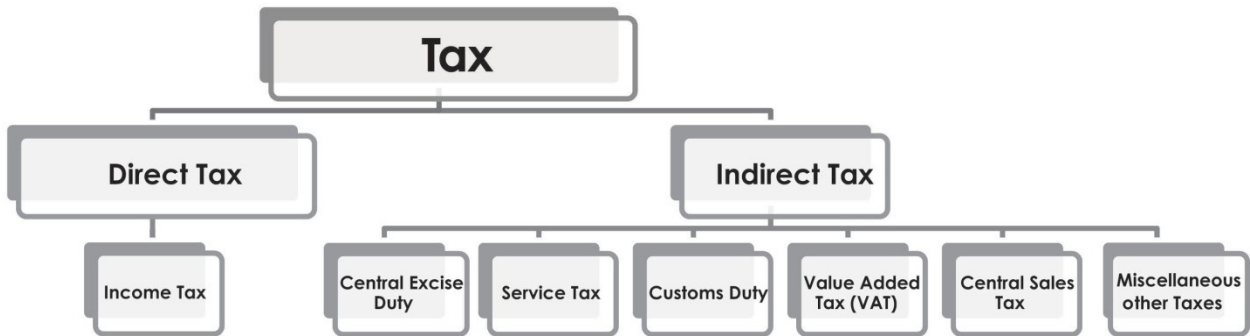 Tax
Direct Tax
Indirect Tax
Income Tax
Central Excise
Duty
Service Tax
Customs Duty
Value Added
Tax (VAT)
Central Sales
Tax
Miscellaneous
other Taxes